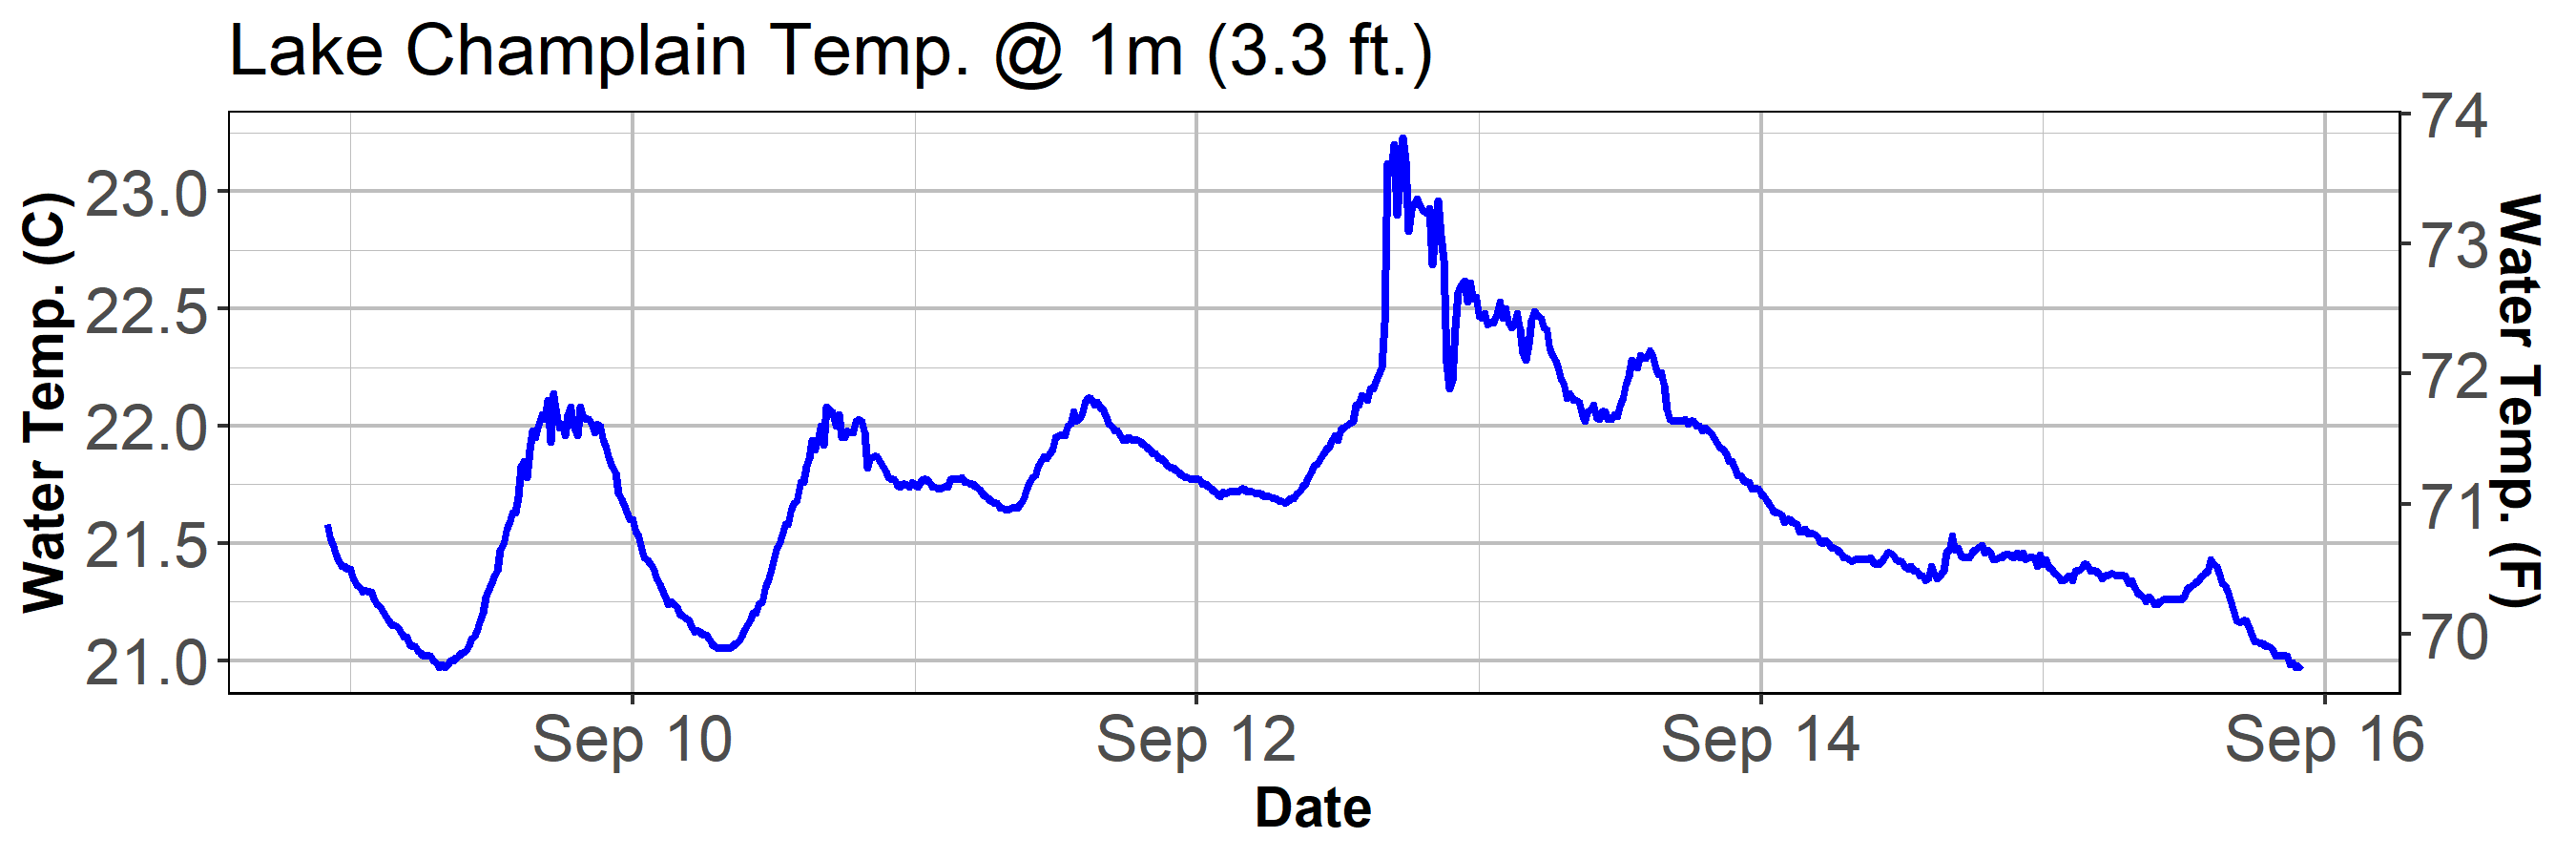 Lake Champlain Temp. @ 1m (3.3 ft.)
Water Temp. (C)
23.0
22.5
22.0
21.5
21.0
74
73
72
71
70
Water Temp. (F)
Sep 10 Sep 12 Sep 14 Sep 16
Date